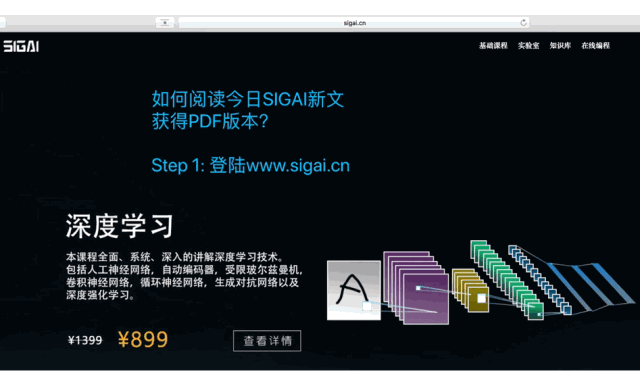 sigai.cn
SIGAI
基础课程 实验室 知识库 在线编程
如何阅读今日SIGAI新文
获得PDF版本?
Step 1: 登陆www.sigai.cn
深度学习
本课程全面、系统、深入的讲解深度学习技术。
包括人工神经网络，自动编码器，受限玻尔兹曼机，
卷积神经网络，循环神经网络，生成对抗网络以及
深度强化学习。
¥1399 ¥899 查看详情
A